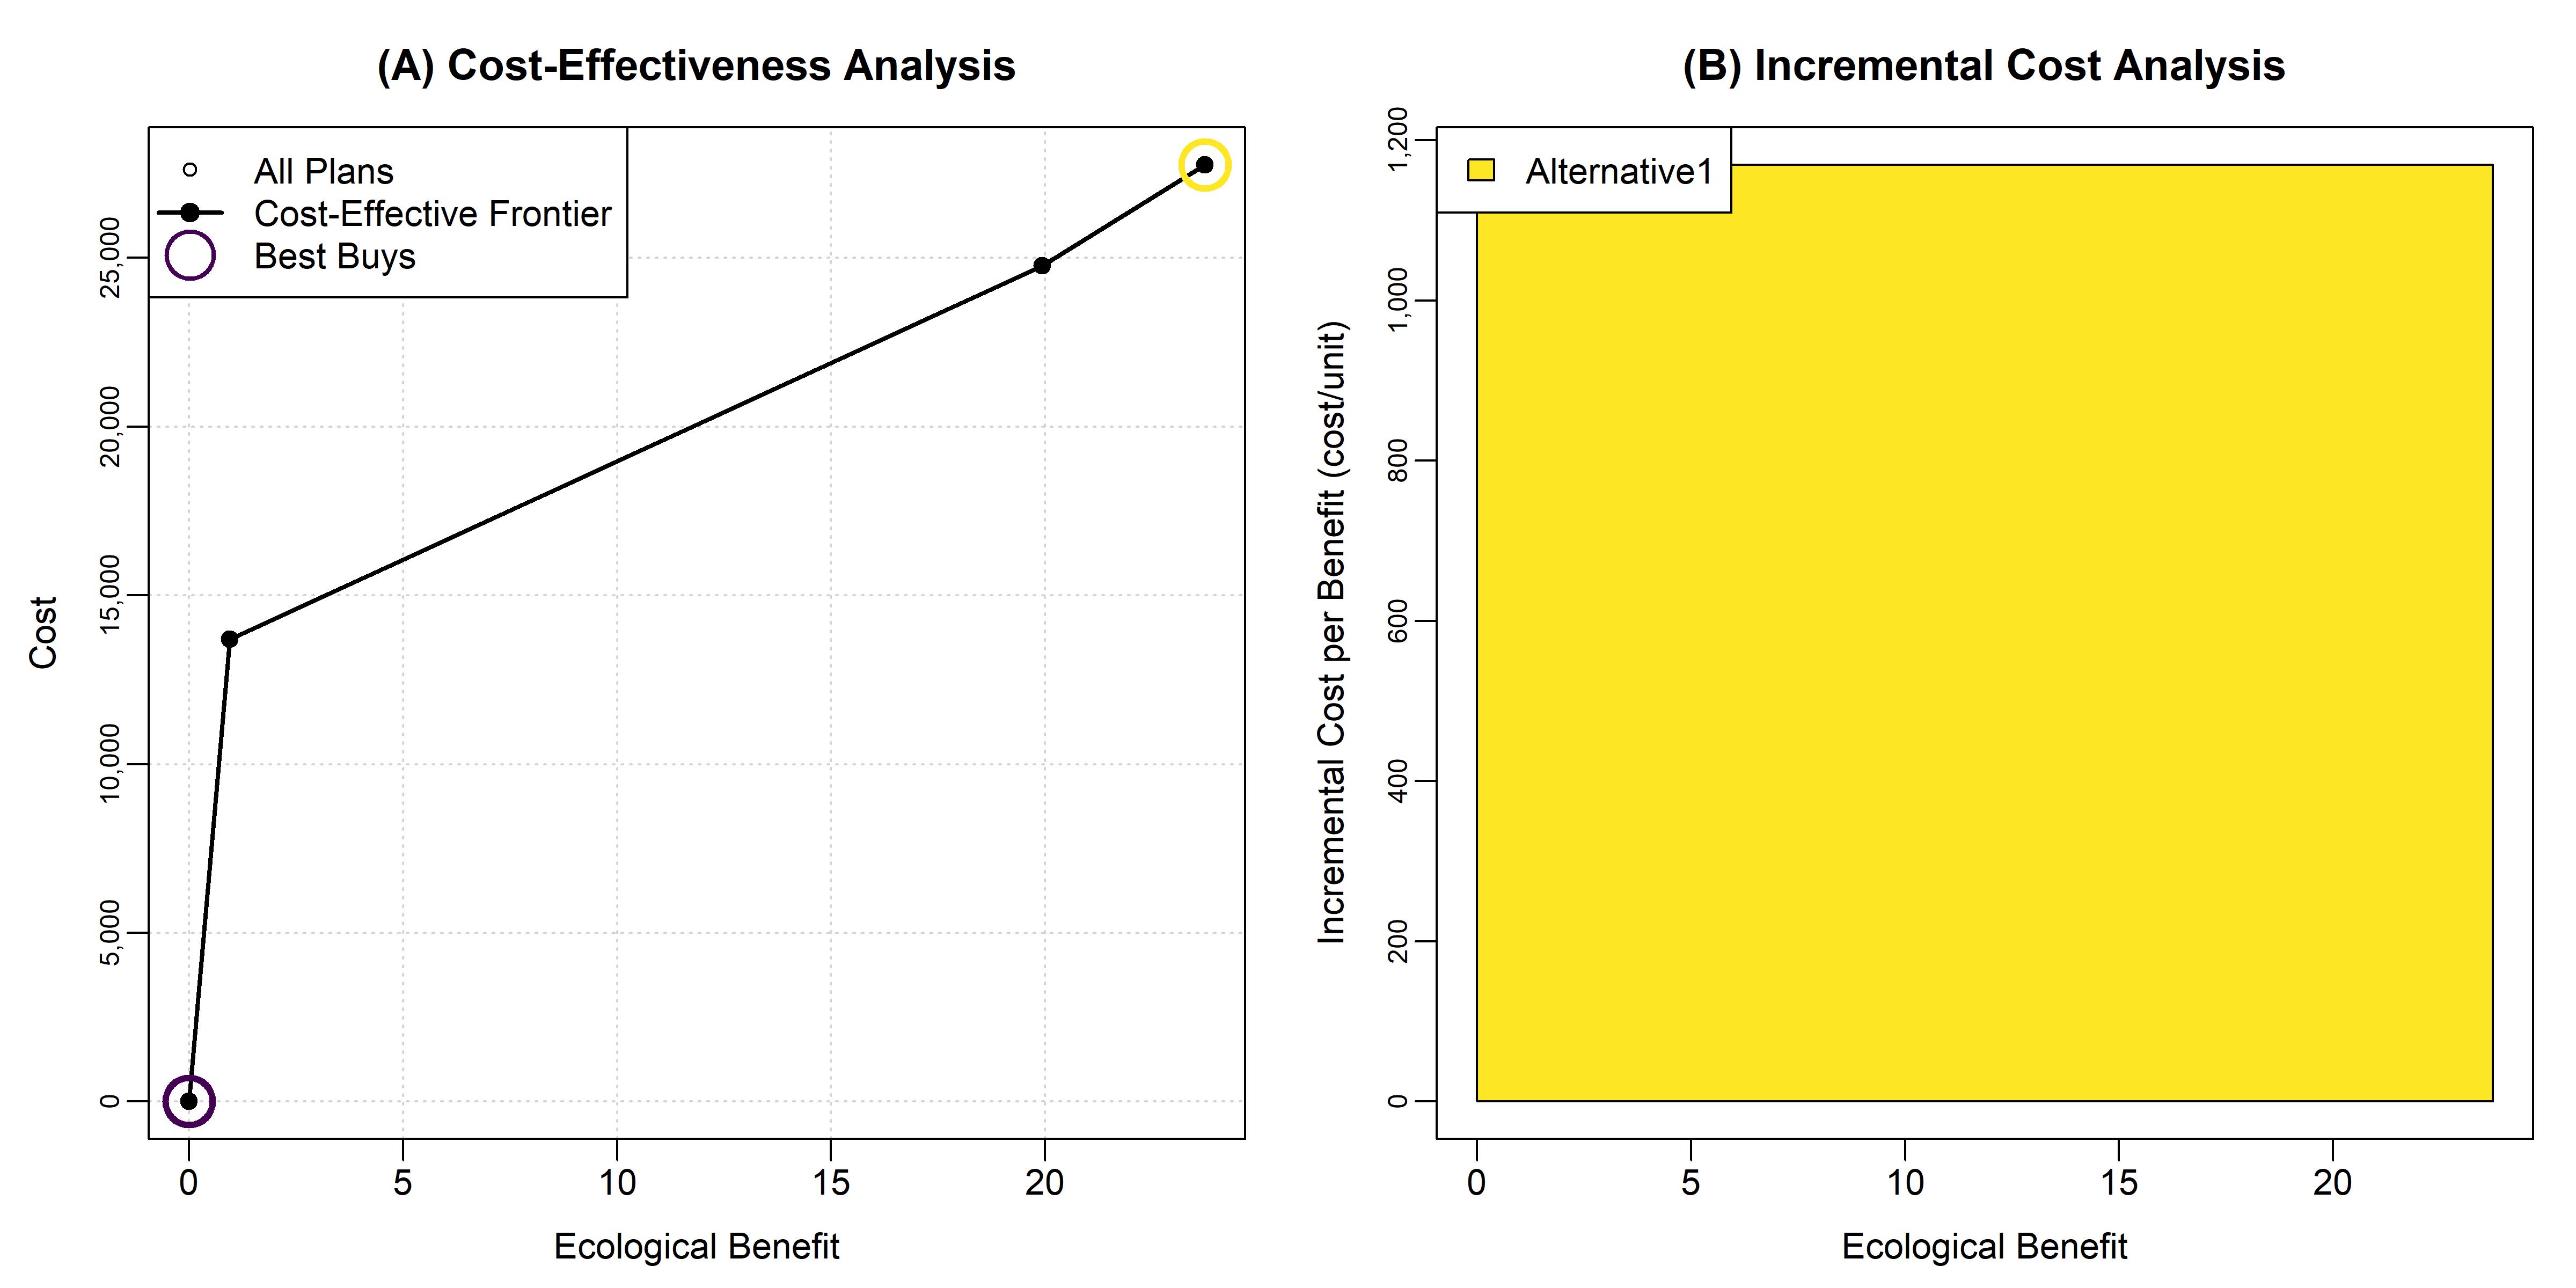 (A) Cost-Effectiveness Analysis
All Plans
Cost-Effective Frontier
Best Buys
Cost
25,000
20,000
15,000
10,000
5,000
0
0 5 10 15 20
Ecological Benefit
(B) Incremental Cost Analysis
Alternative1
Incremental Cost per Benefit (cost/unit)
1,200
1,000
800
600
400
200
0
0 5 10 15 20
Ecological Benefit